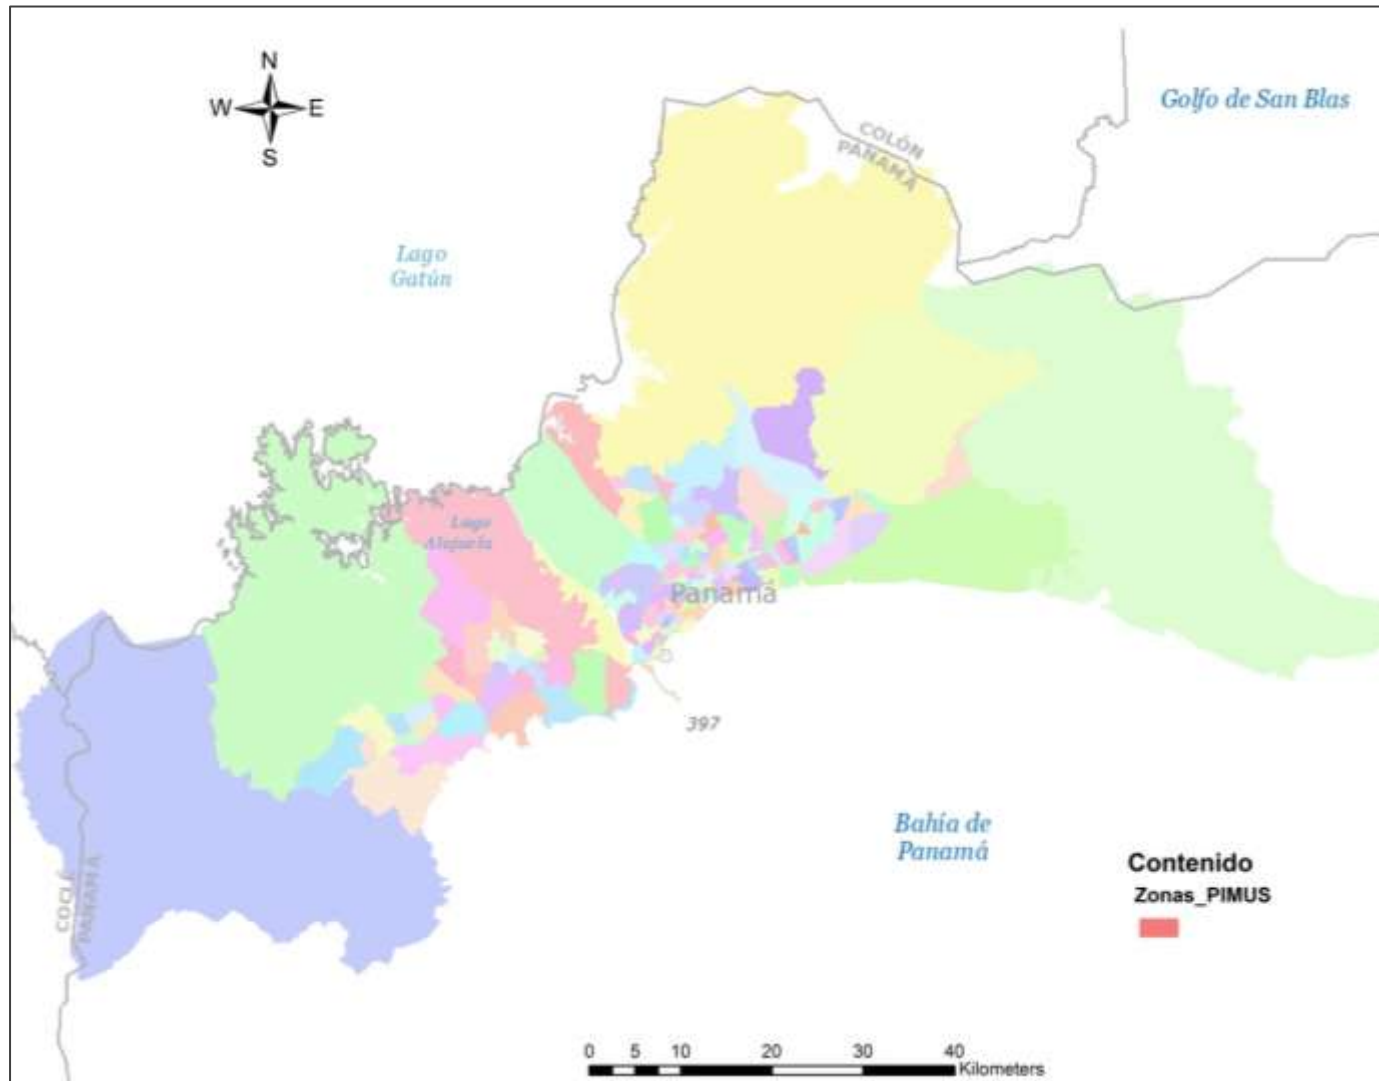 N
W E
S
Golfo de San Blas
COLÓN
PANAMÁ
Lago
Gatún
Lago
Alajuela
Panamá
397
Bahía de
Panamá
COCLÉ
PANAMÁ
Contenido
Zonas_PIMUS
0 5 10 20 30 40
Kilometers